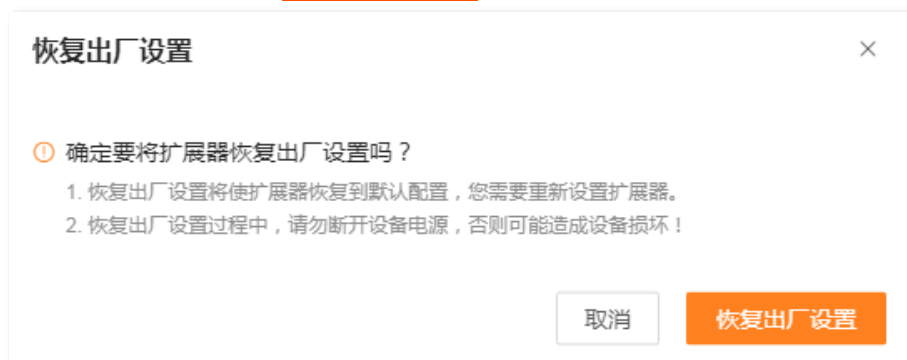 恢复出厂设置
确定要将扩展器恢复出厂设置吗？
1. 恢复出厂设置将使扩展器恢复到默认配置，您需要重新设置扩展器。
2. 恢复出厂设置过程中，请勿断开设备电源，否则可能造成设备损坏！
取消
恢复出厂设置